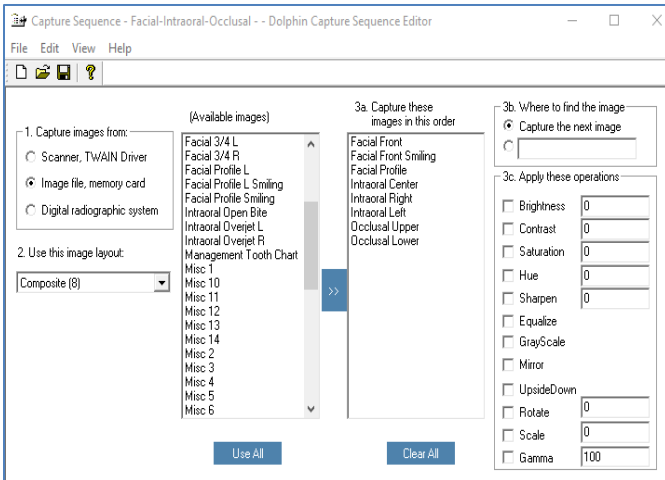 Capture Sequence - Facial-Intraoral-Occlusal - - Dolphin Capture Sequence Editor
File Edit View Help
1. Capture images from:
Scanner, TWAIN Driver
Image file, memory card
Digital radiographic system
2. Use this image layout:
Composite (8)
(Available images)
Facial 3/4 L
Facial 3/4 R
Facial Profile L
Facial Profile L Smiling
Facial Profile Smiling
Intraoral Open Bite
Intraoral Overjet L
Intraoral Overjet R
Management Tooth Chart
Misc 1
Misc 10
Misc 11
Misc 12
Misc 13
Misc 14
Misc 2
Misc 3
Misc 4
Misc 5
Misc 6
Use All
>>
3a. Capture these
images in this order
Facial Front
Facial Front Smiling
Facial Profile
Intraoral Center
Intraoral Right
Intraoral Left
Occlusal Upper
Occlusal Lower
Clear All
3b. Where to find the image
Capture the next image
3c. Apply these operations
Brightness 0
Contrast 0
Saturation 0
Hue 0
Sharpen 0
Equalize
GrayScale
Mirror
UpsideDown
Rotate 0
Scale 0
Gamma 100